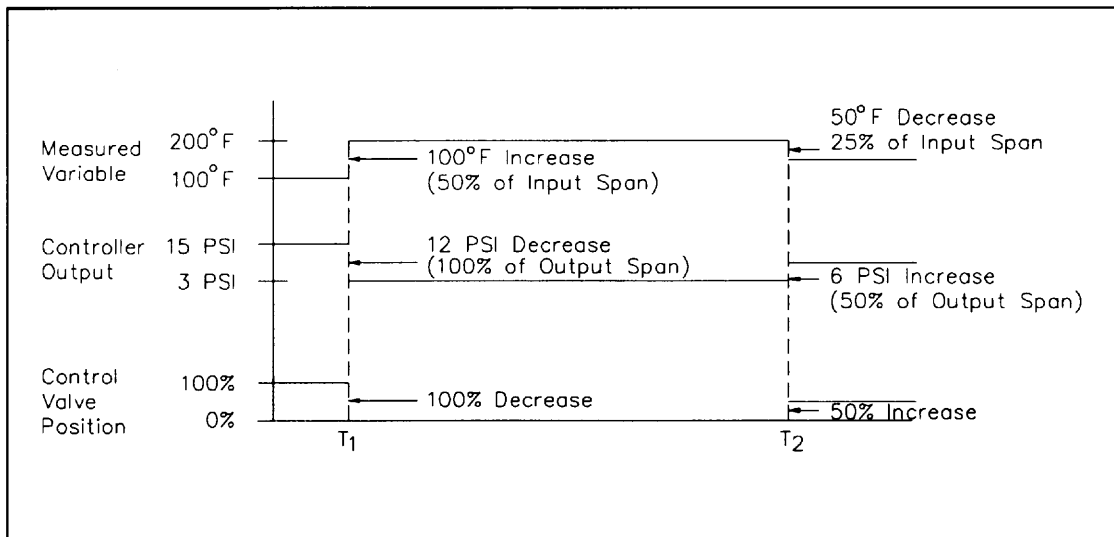 50°F Decrease
25% of Input Span
Measured
Variable
200°F
100°F
100°F Increase
(50% of Input Span)
Controller
Output
15 PSI
3 PSI
12 PSI Decrease
(100% of Output Span)
6 PSI Increase
(50% of Output Span)
Control
Valve
Position
100%
0%
100% Decrease
50% Increase
T1
T2